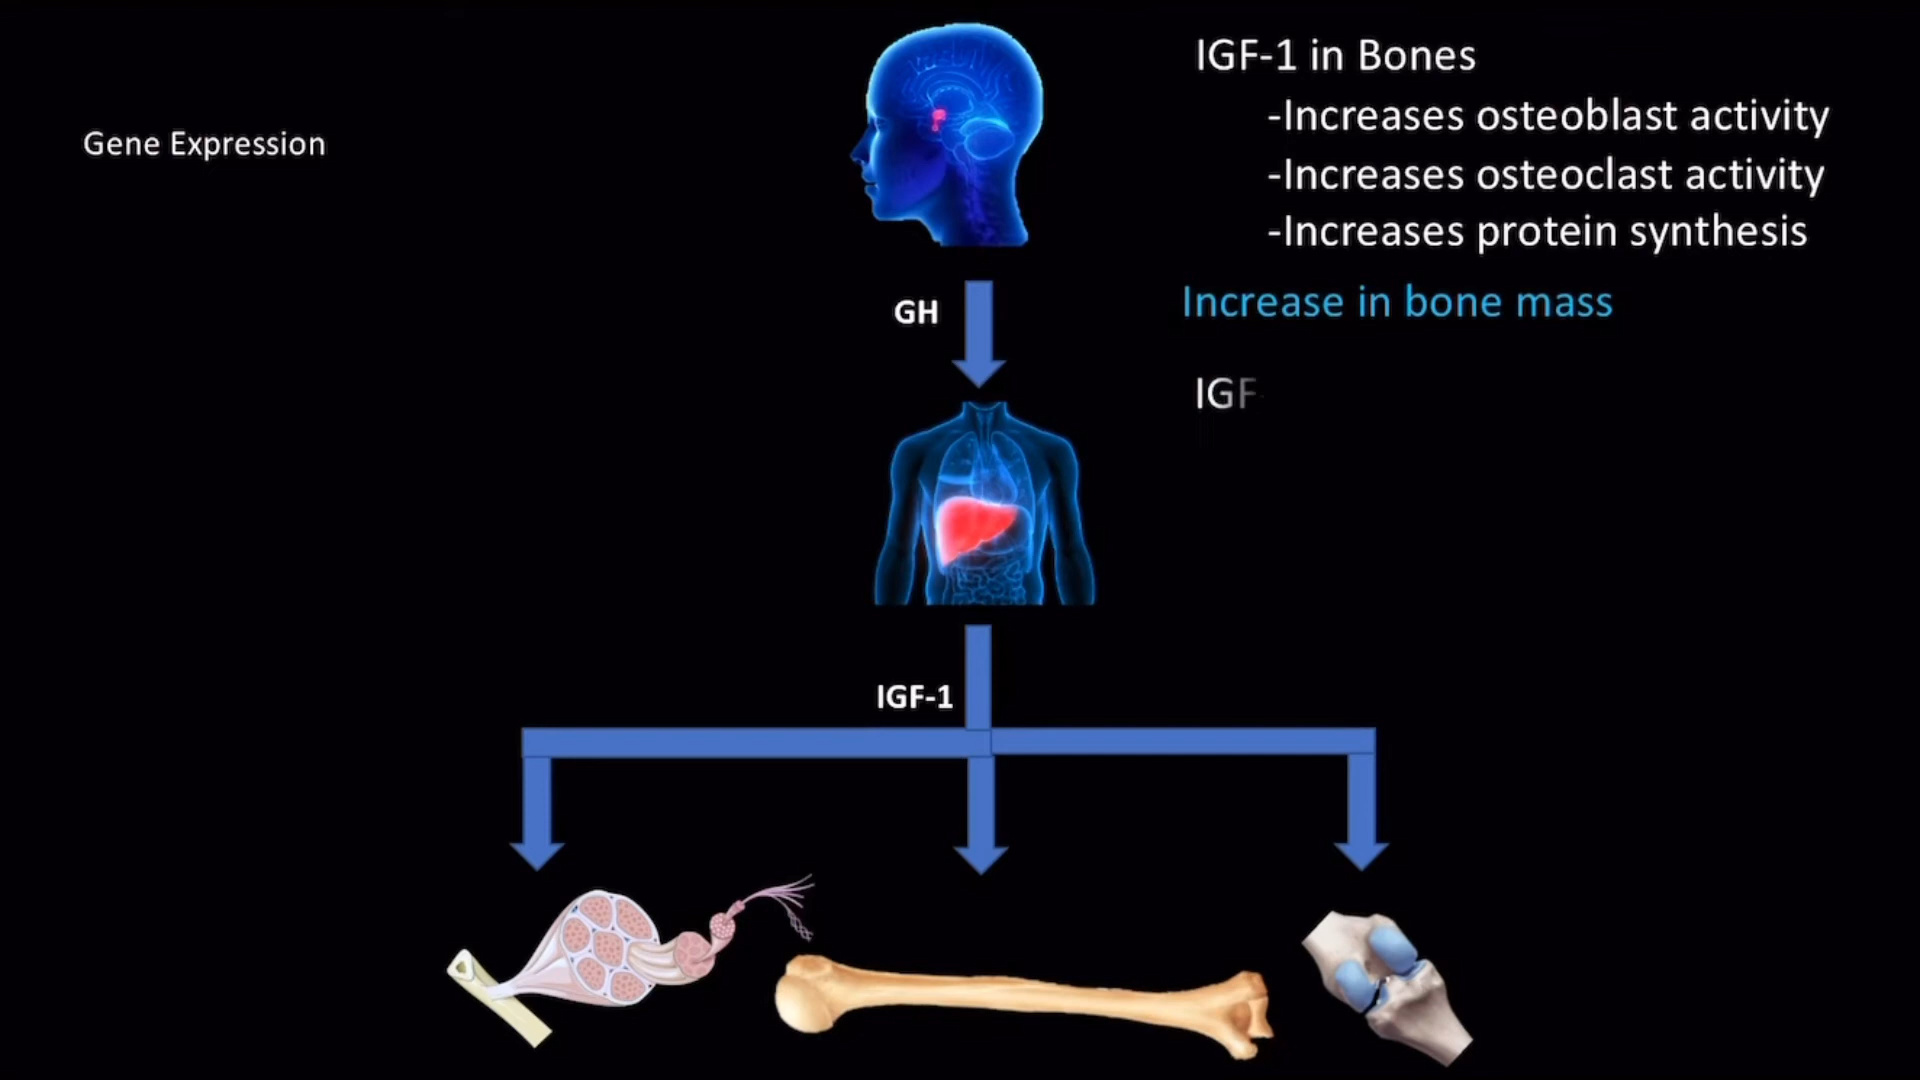 Gene Expression
IGF-1 in Bones
-Increases osteoblast activity
-Increases osteoclast activity
-Increases protein synthesis
Increase in bone mass
GH
IGF-
IGF-1